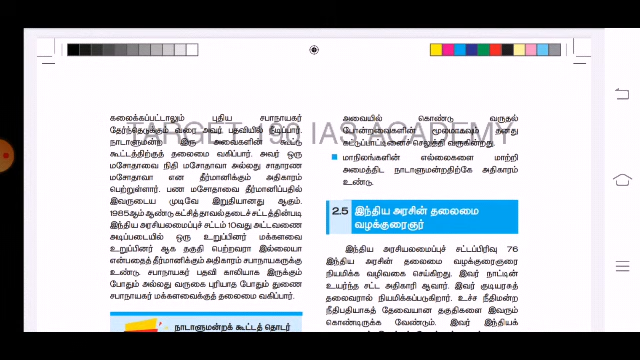 கலைக்கப்பட்டாலும் புதிய சபாநாயகர்
தேர்ந்தெடுக்கும் வரை அவர் பதவியில் நீடிப்பார்.
நாடாளுமன்ற இரு அவைகளின் கூட்டு
கூட்டத்திற்குத் தலைமை வகிப்பார். அவர் ஒரு
மசோதாவை நிதி மசோதாவா அல்லது சாதாரண
மசோதாவா என தீர்மானிக்கும் அதிகாரம்
பெற்றுள்ளார். பண மசோதாவை தீர்மானிப்பதில்
இவருடைய முடிவே இறுதியானது ஆகும்.
1985ஆம் ஆண்டு கட்சித் தாவல் தடைச் சட்டத்தின்படி
இந்திய அரசியலமைப்புச் சட்டம் 10வது அட்டவணை
அடிப்படையில் ஒரு உறுப்பினர் மக்களவை
உறுப்பினர் ஆக தகுதி பெற்றவரா இல்லையா
என்பதைத் தீர்மானிக்கும் அதிகாரம் சபாநாயகருக்கு
உண்டு. சபாநாயகர் பதவி காலியாக இருக்கும்
போதும் அல்லது வருகை புரியாத போதும் துணை
சபாநாயகர் மக்களவைக்குத் தலைமை வகிப்பார்.
நாடாளுமன்றக் கூட்டத் தொடர்
அவையில் கொண்டு வருதல்
போன்றவைகளின் மூலமாகவும் தனது
கட்டுப்பாட்டினைச் செலுத்தி வருகின்றது.
மாநிலங்களின் எல்லைகளை மாற்றி
அமைத்திட நாடாளுமன்றத்திற்கே அதிகாரம்
உண்டு.
2.5 இந்திய அரசின் தலைமை
வழக்குரைஞர்
இந்திய அரசியலமைப்புச் சட்டப்பிரிவு 76
இந்திய அரசின் தலைமை வழக்குரைஞரை
நியமிக்க வழிவகை செய்கிறது. இவர் நாட்டின்
உயர்ந்த சட்ட அதிகாரி ஆவார். இவர் குடியரசுத்
தலைவரால் நியமிக்கப்படுகிறார். உச்ச நீதிமன்ற
நீதிபதியாகத் தேவையான தகுதிகளை இவரும்
கொண்டிருக்க வேண்டும். இவர் இந்தியக்
TARGET 190 IAS ACADEMY